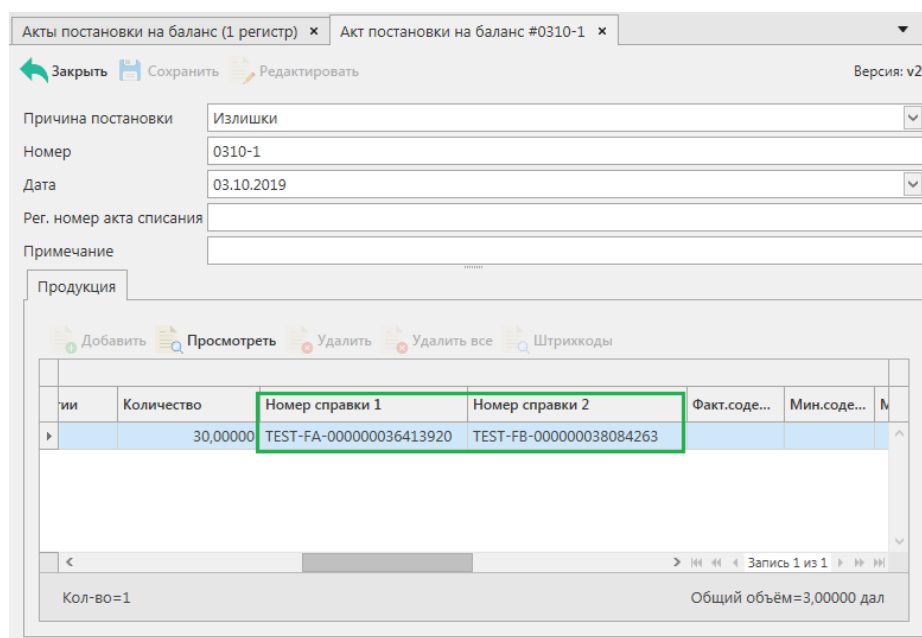 Акты постановки на баланс (1 регистр) × Акт постановки на баланс #0310-1 ×
Закрыть Сохранить Редактировать Версия: v2
Причина постановки Излишки
Номер 0310-1
Дата 03.10.2019
Рег. номер акта списания
Примечание
Продукция
Добавить Просмотреть Удалить Удалить все Штрихкоды
ии Количество Номер справки 1 Номер справки 2 Факт.соде... Мин.соде...
30,00000 TEST-FA-000000036413920 TEST-FB-000000038084263
Запись 1 из 1
Кол-во=1 Общий объём=3,00000 дал